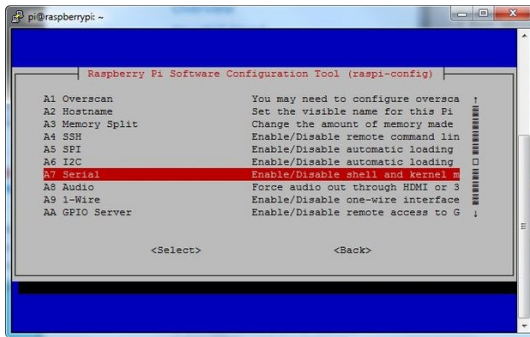 pi@raspberrypi: ~
Raspberry Pi Software Configuration Tool (raspi-config)
A1 Overscan You may need to configure oversca
A2 Hostname Set the visible name for this Pi
A3 Memory Split Change the amount of memory made
A4 SSH Enable/Disable remote command lin
A5 SPI Enable/Disable automatic loading
A6 I2C Enable/Disable automatic loading
A7 Serial Enable/Disable shell and kernel m
A8 Audio Force audio out through HDMI or 3
A9 1-Wire Enable/Disable one-wire interface
AA GPIO Server Enable/Disable remote access to G
<Select> <Back>